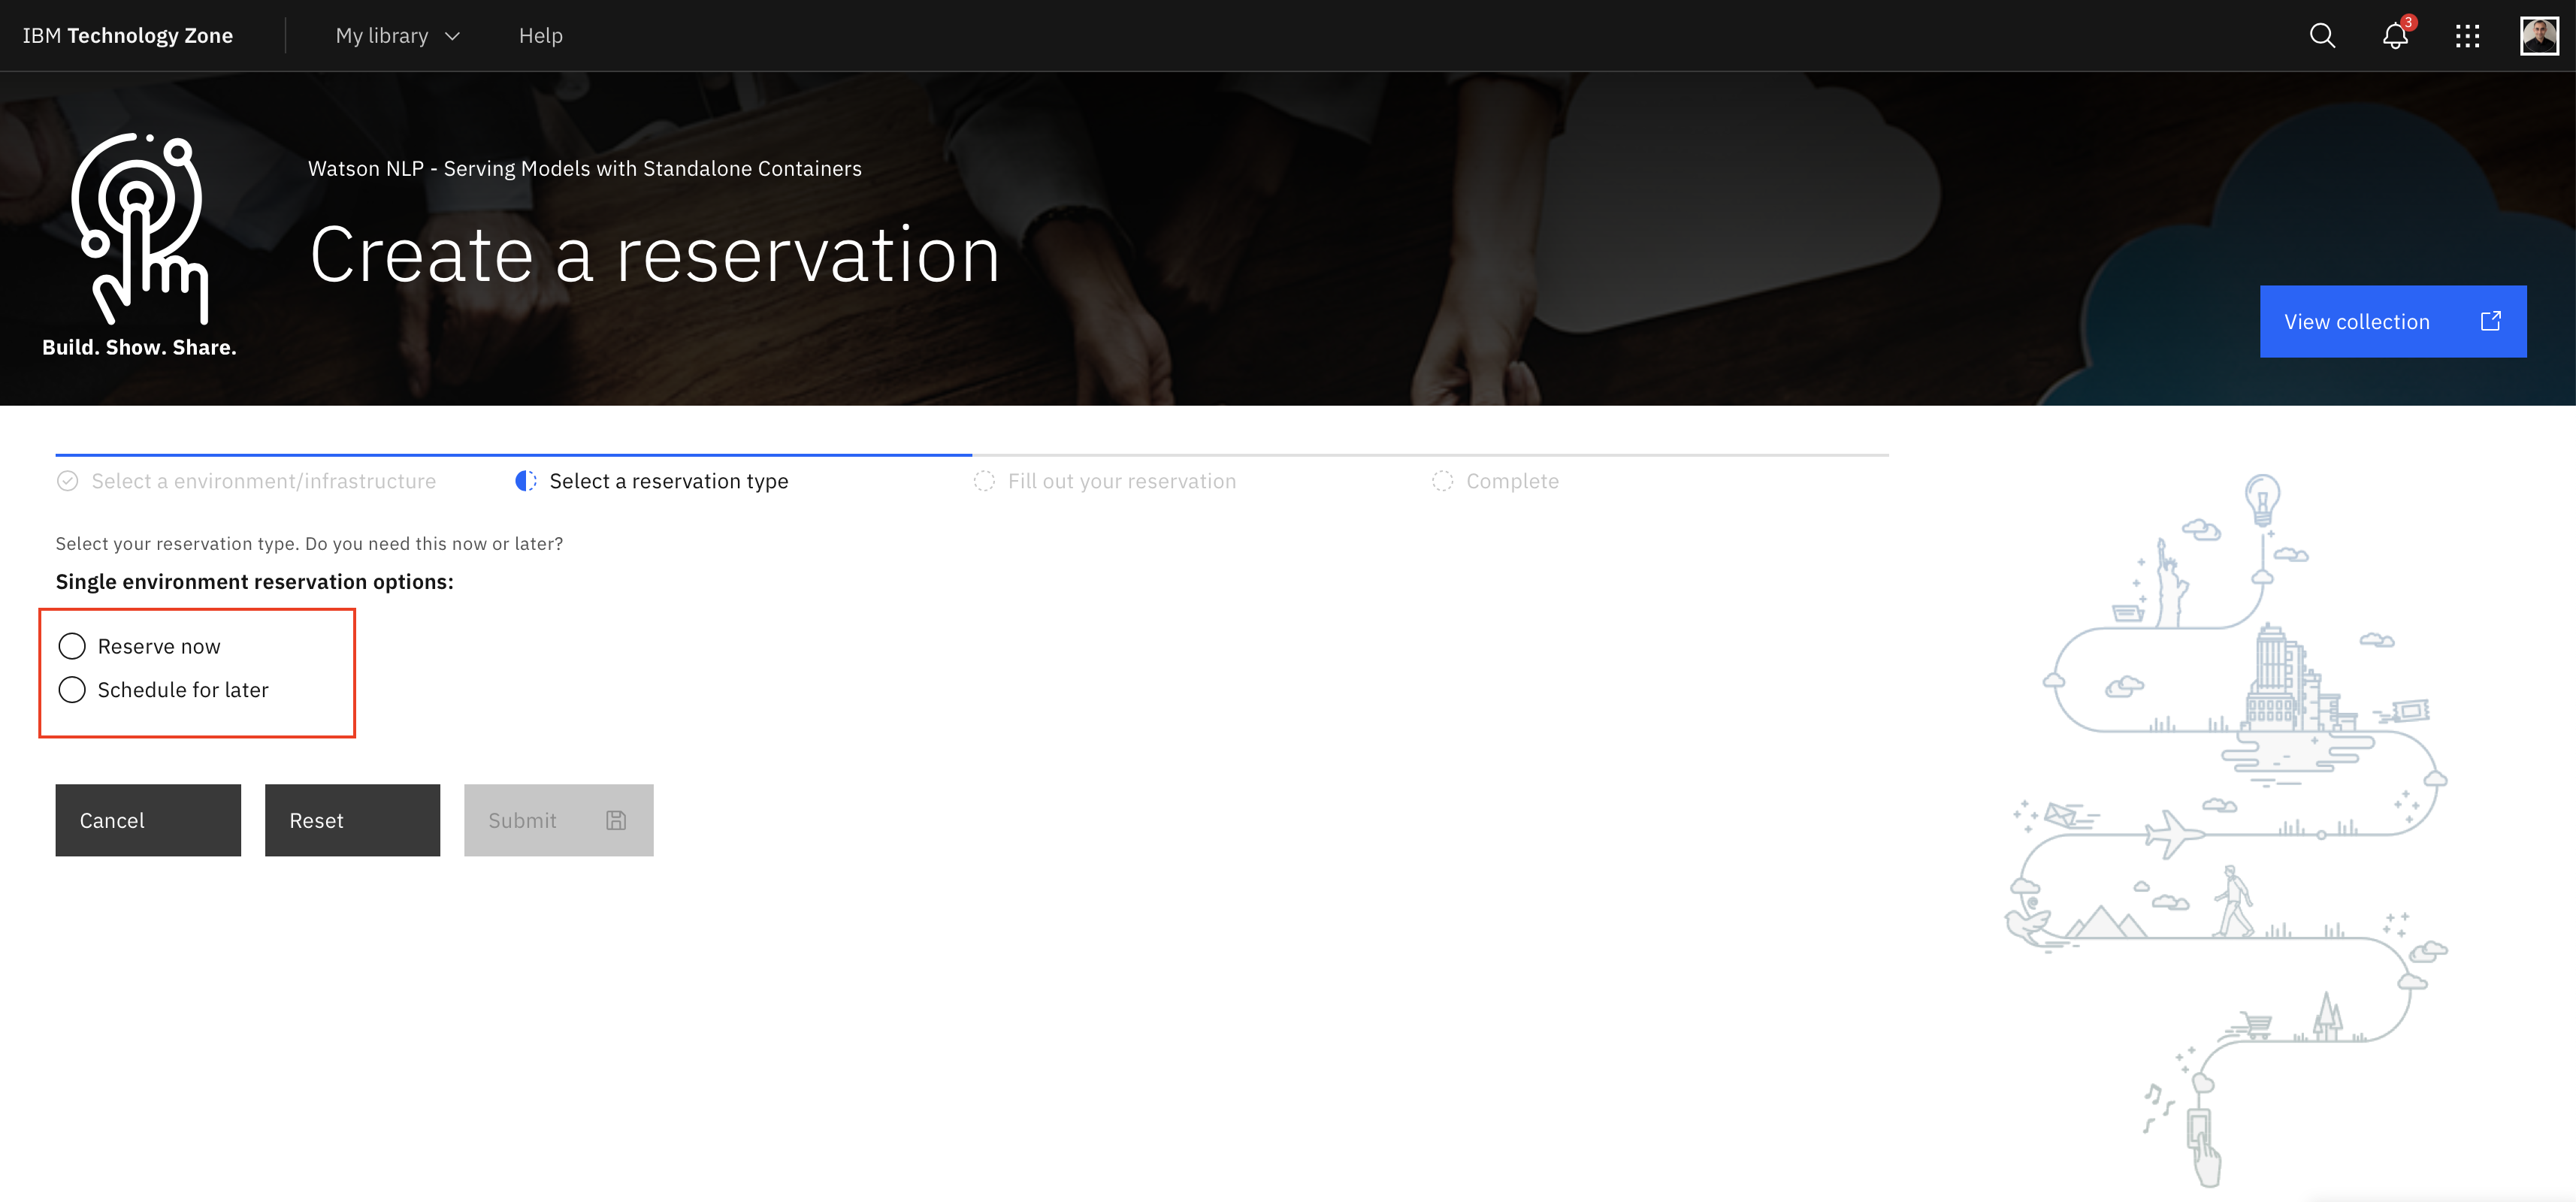 IBM Technology Zone
My library
Help
3
Watson NLP - Serving Models with Standalone Containers
Create a reservation
Build. Show. Share.
View collection
Select a environment/infrastructure
Select a reservation type
Fill out your reservation
Complete
Select your reservation type. Do you need this now or later?
Single environment reservation options:
Reserve now
Schedule for later
Cancel
Reset
Submit